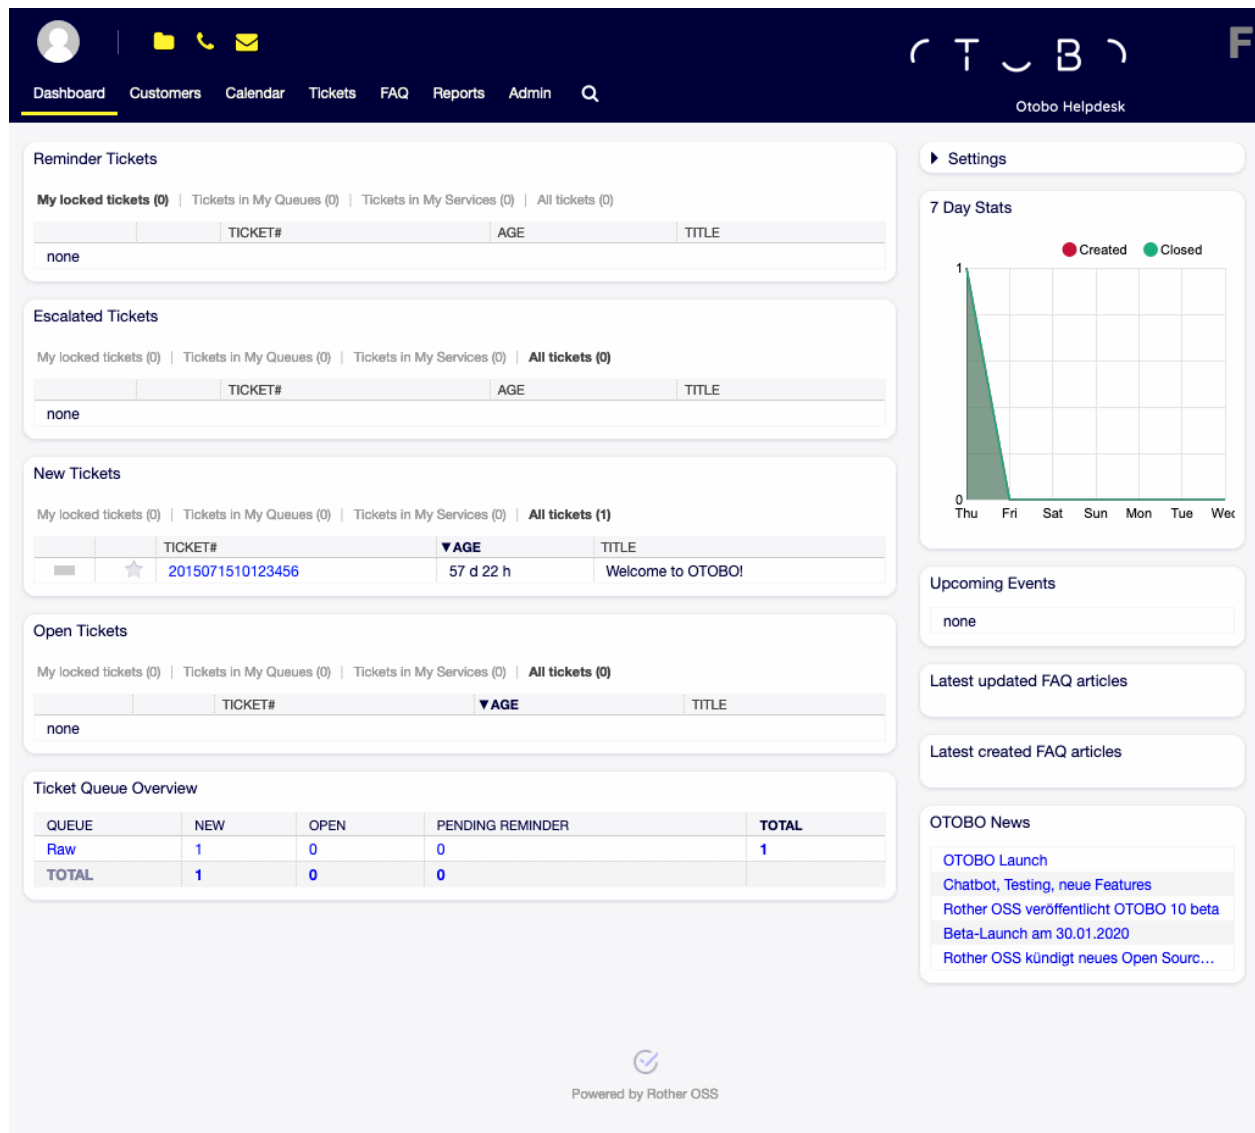 OTOBO F
Dashboard Customers Calendar Tickets FAQ Reports Admin
Otobo Helpdesk
Reminder Tickets
My locked tickets (0) | Tickets in My Queues (0) | Tickets in My Services (0) | All tickets (0)
TICKET# AGE TITLE
none
Escalated Tickets
My locked tickets (0) | Tickets in My Queues (0) | Tickets in My Services (0) | All tickets (0)
TICKET# AGE TITLE
none
New Tickets
My locked tickets (0) | Tickets in My Queues (0) | Tickets in My Services (0) | All tickets (1)
TICKET# ▼AGE TITLE
2015071510123456 57 d 22 h Welcome to OTOBO!
Open Tickets
My locked tickets (0) | Tickets in My Queues (0) | Tickets in My Services (0) | All tickets (0)
TICKET# ▼AGE TITLE
none
Ticket Queue Overview
QUEUE NEW OPEN PENDING REMINDER TOTAL
Raw 1 0 0 1
TOTAL 1 0 0
Settings
7 Day Stats
Created Closed
1
0
Thu Fri Sat Sun Mon Tue Wed
Upcoming Events
none
Latest updated FAQ articles
Latest created FAQ articles
OTOBO News
OTOBO Launch
Chatbot, Testing, neue Features
Rother OSS veröffentlicht OTOBO 10 beta
Beta-Launch am 30.01.2020
Rother OSS kündigt neues Open Sourc...
Powered by Rother OSS